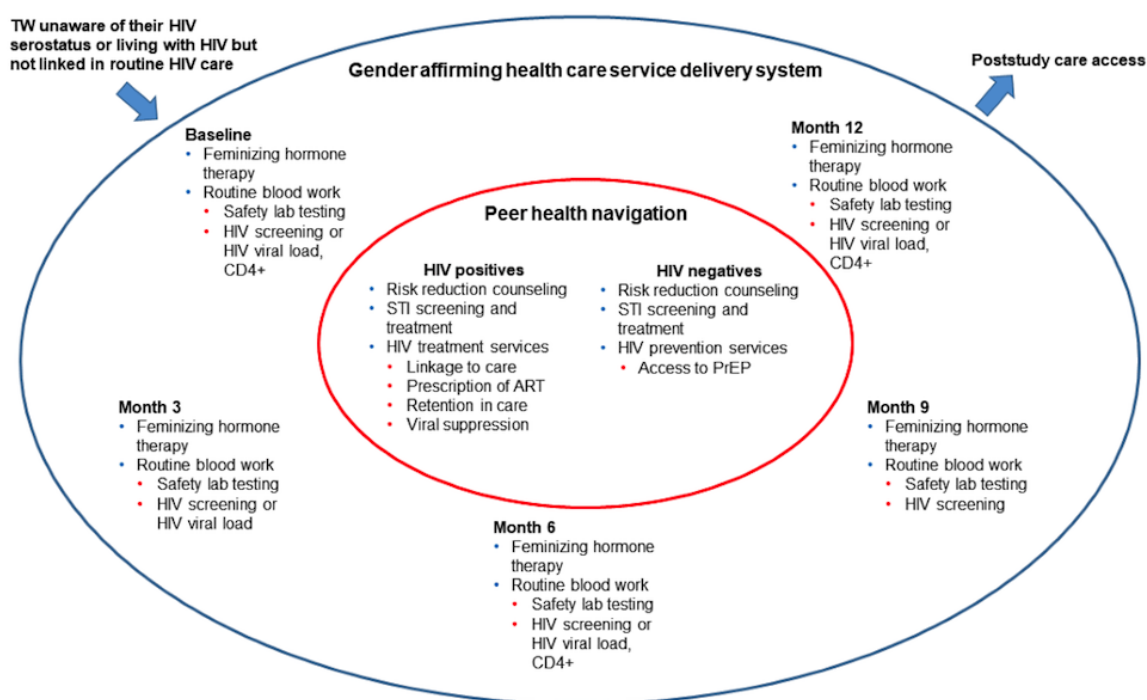 TW unaware of their HIV
serostatus or living with HIV but
not linked in routine HIV care
Gender affirming health care service delivery system
Poststudy care access
Baseline
• Feminizing hormone
therapy
• Routine blood work
• Safety lab testing
• HIV screening or
HIV viral load,
CD4+
Month 12
• Feminizing hormone
therapy
• Routine blood work
• Safety lab testing
• HIV screening or
HIV viral load,
CD4+
Peer health navigation
HIV positives
• Risk reduction counseling
• STI screening and
treatment
• HIV treatment services
• Linkage to care
• Prescription of ART
• Retention in care
• Viral suppression
HIV negatives
• Risk reduction counseling
• STI screening and
treatment
• HIV prevention services
• Access to PrEP
Month 3
• Feminizing hormone
therapy
• Routine blood work
• Safety lab testing
• HIV screening or
HIV viral load
Month 9
• Feminizing hormone
therapy
• Routine blood work
• Safety lab testing
• HIV screening
Month 6
• Feminizing hormone
therapy
• Routine blood work
• Safety lab testing
• HIV screening or
HIV viral load,
CD4+